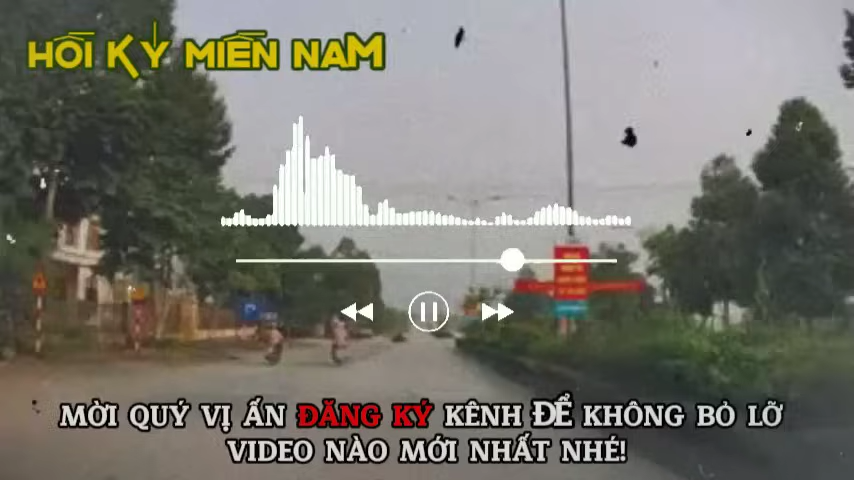 HỒI KÝ MIỀN NAM
MỜI QUÝ VỊ ẤN ĐĂNG KÝ KÊNH ĐỂ KHÔNG BỎ LỠ
VIDEO NÀO MỚI NHẤT NHÉ!